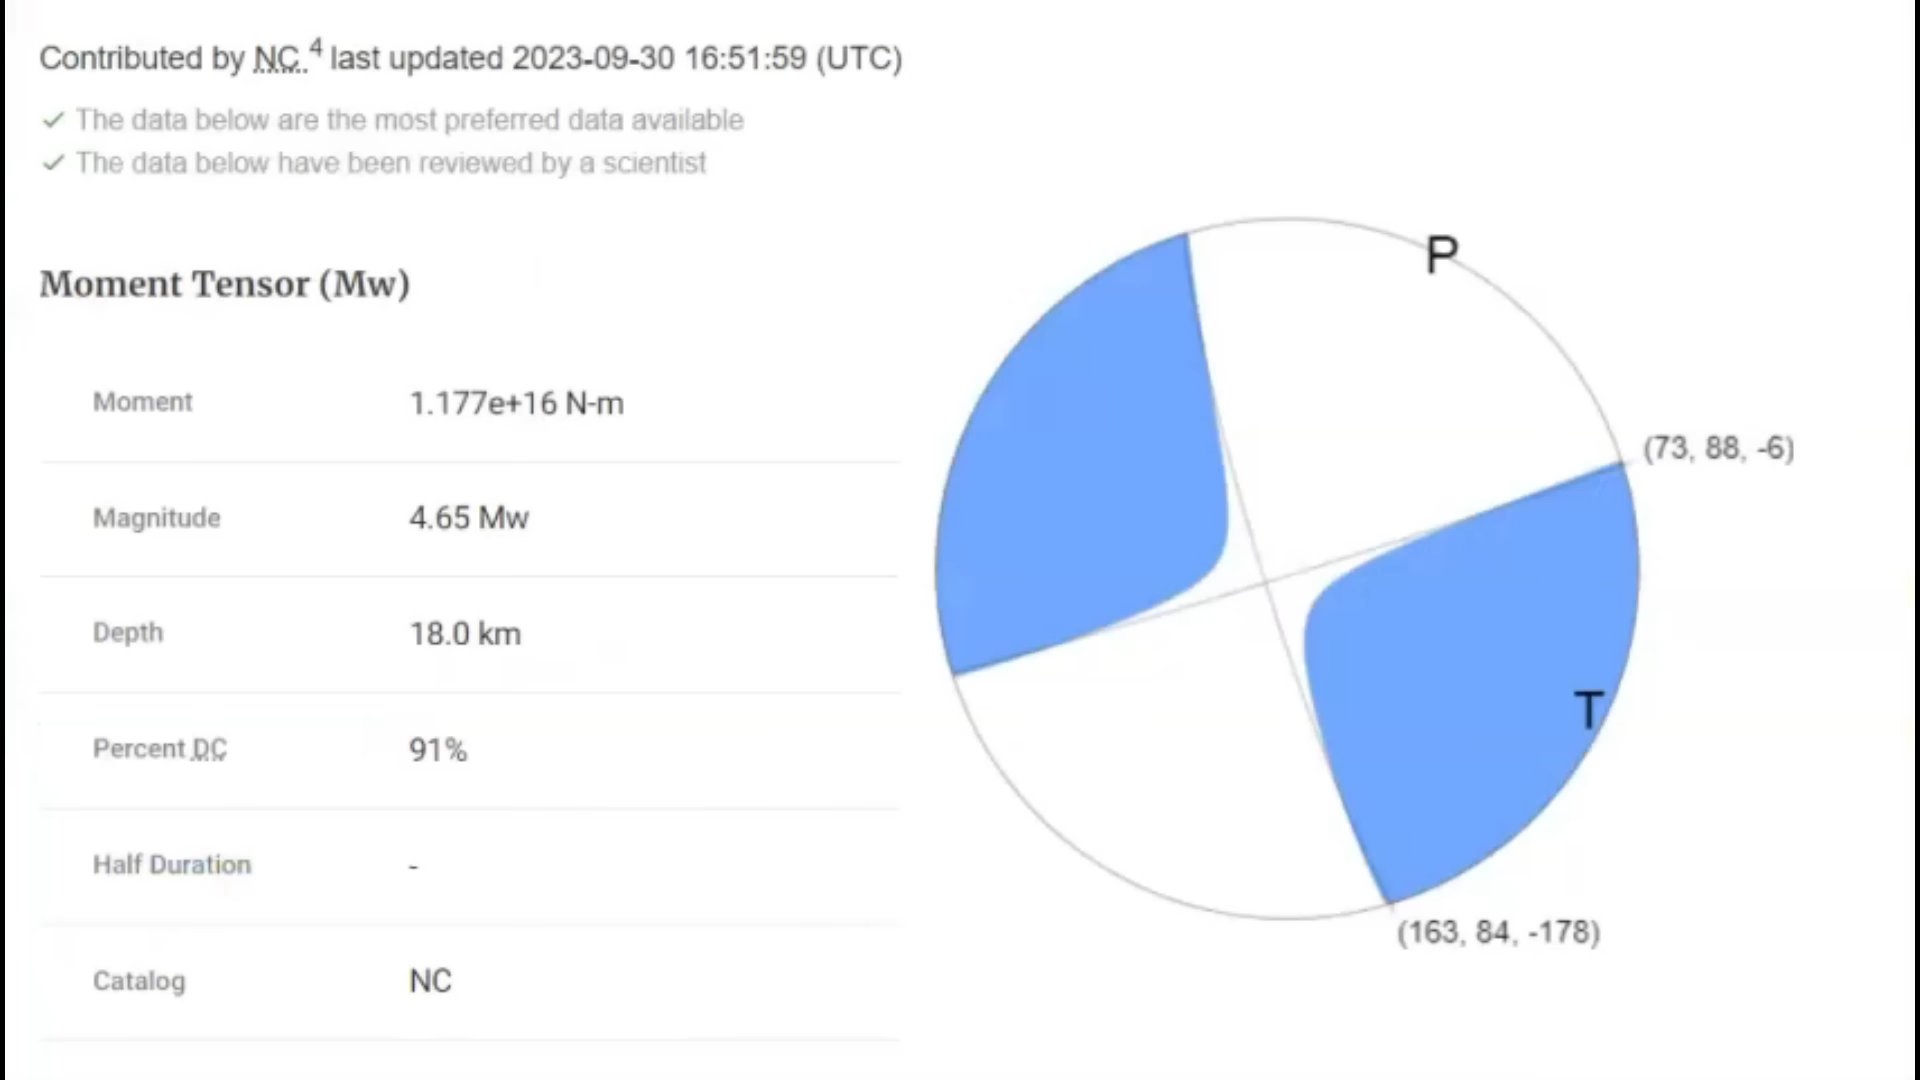 Contributed by NC 4 last updated 2023-09-30 16:51:59 (UTC)
✓ The data below are the most preferred data available
✓ The data below have been reviewed by a scientist
Moment Tensor (Mw)
Moment 1.177e+16 N-m
Magnitude 4.65 Mw
Depth 18.0 km
Percent DC 91%
Half Duration -
Catalog NC
P
(73, 88, -6)
T
(163, 84, -178)